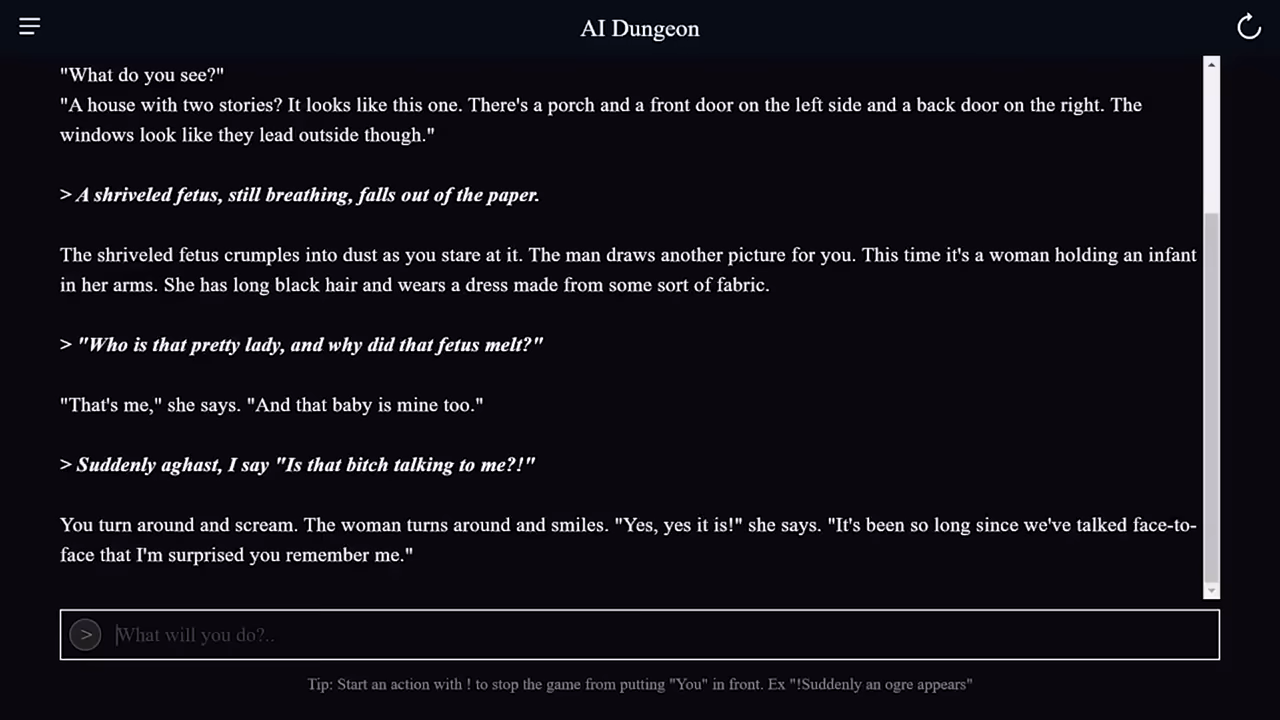 AI Dungeon
"What do you see?"
"A house with two stories? It looks like this one. There's a porch and a front door on the left side and a back door on the right. The
windows look like they lead outside though."
> A shriveled fetus, still breathing, falls out of the paper.
The shriveled fetus crumples into dust as you stare at it. The man draws another picture for you. This time it's a woman holding an infant
in her arms. She has long black hair and wears a dress made from some sort of fabric.
> "Who is that pretty lady, and why did that fetus melt?"
"That's me," she says. "And that baby is mine too."
> Suddenly aghast, I say "Is that bitch talking to me?!"
You turn around and scream. The woman turns around and smiles. "Yes, yes it is!" she says. "It's been so long since we've talked face-to-
face that I'm surprised you remember me."
> What will you do?..
Tip: Start an action with ! to stop the game from putting "You" in front. Ex "!Suddenly an ogre appears"